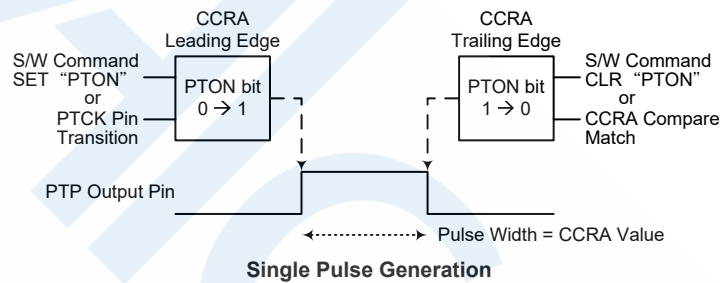 CCRA
Leading Edge
S/W Command
SET “PTON”
or
PTCK Pin
Transition
PTON bit
0 → 1
CCRA
Trailing Edge
PTON bit
1 → 0
S/W Command
CLR “PTON”
or
CCRA Compare
Match
PTP Output Pin
Pulse Width = CCRA Value
Single Pulse Generation